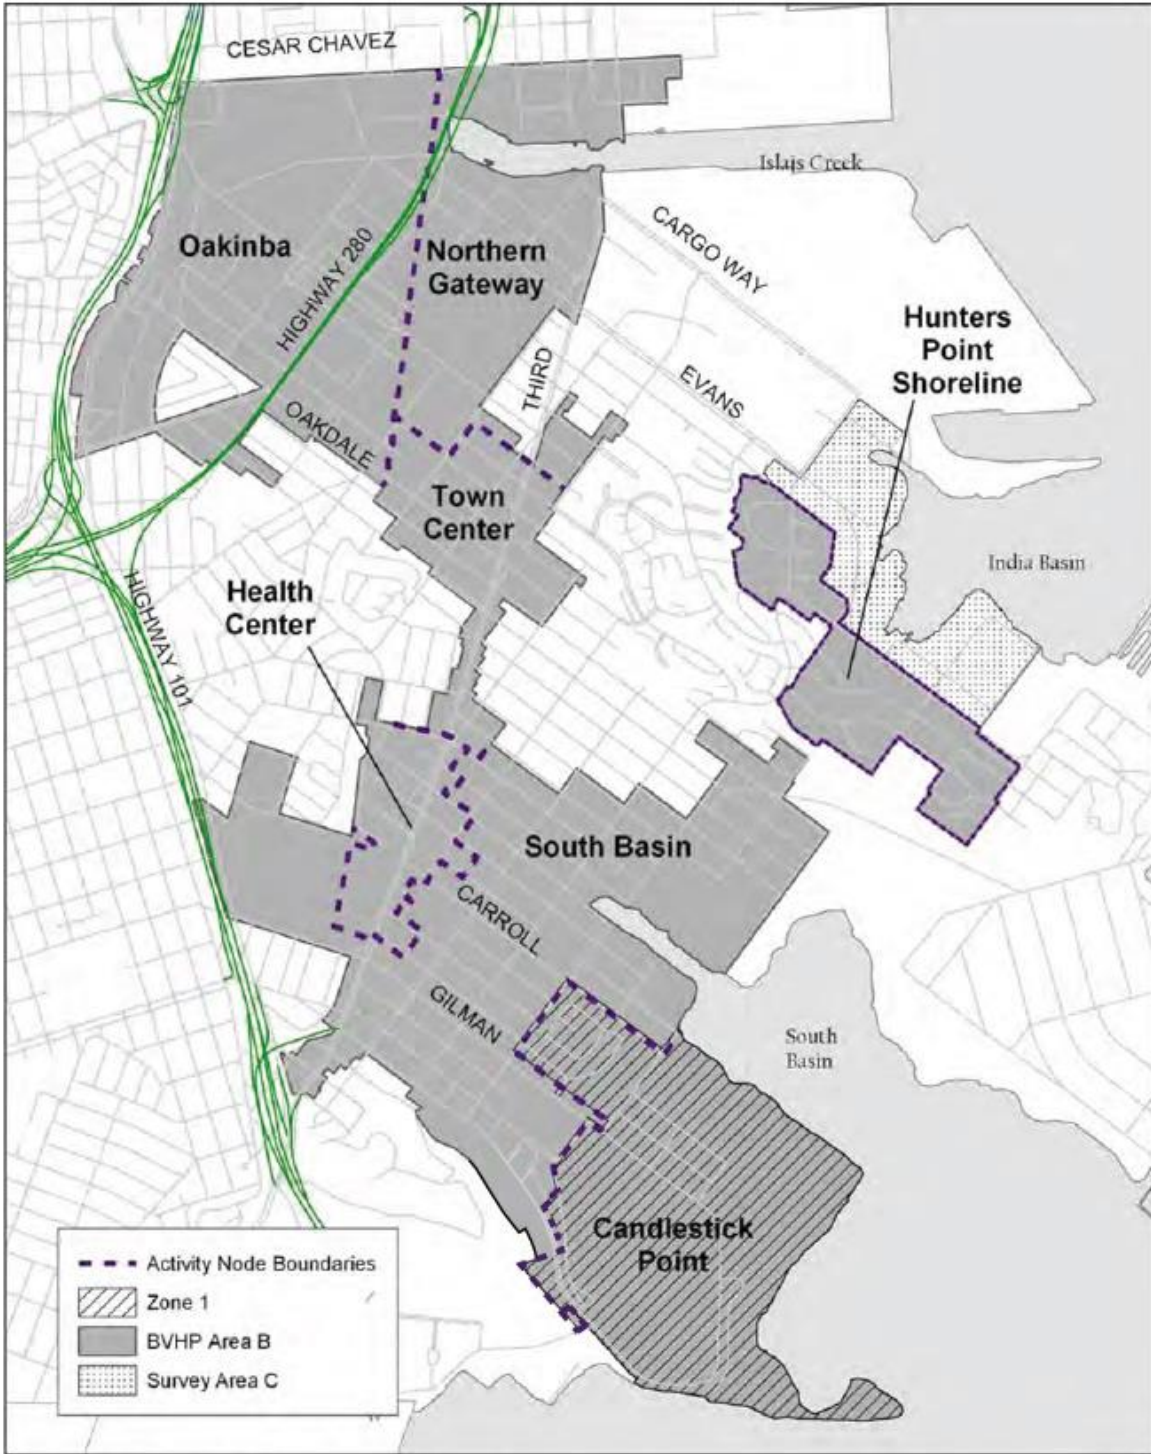 CESAR CHAVEZ
Islais Creek
CARGO WAY
Oakinba
HIGHWAY 280
Northern
Gateway
Hunters
Point
Shoreline
THIRD
EVANS
OAKDALE
Town
Center
India Basin
Health
Center
HIGHWAY 101
South Basin
CARROLL
GILMAN
South
Basin
Candlestick
Point
Activity Node Boundaries
Zone 1
BVHP Area B
Survey Area C